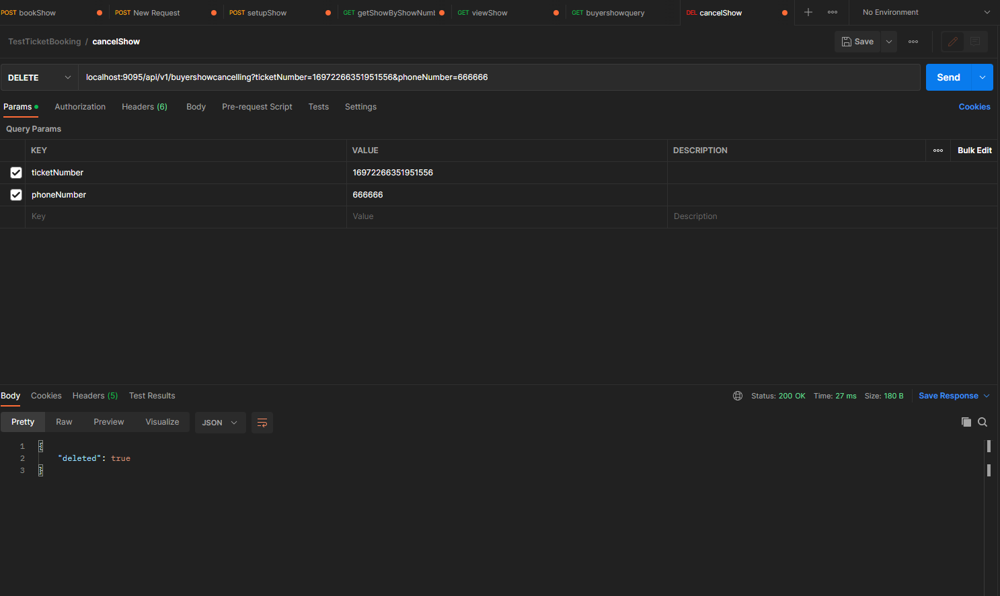 POST bookShow POST New Request POST setupShow GET getShowByShowNuml GET viewShow GET buyershowquery DEL cancelShow No Environment
TestTicketBooking / cancelShow Save
DELETE localhost:9095/api/v1/buyershowcancelling?ticketNumber=16972266351951556&phoneNumber=666666 Send
Params Authorization Headers (6) Body Pre-request Script Tests Settings Cookies
Query Params
KEY VALUE DESCRIPTION Bulk Edit
ticketNumber 16972266351951556
phoneNumber 666666
Key Value Description
Body Cookies Headers (5) Test Results Status: 200 OK Time: 27 ms Size: 180 B Save Response
Pretty Raw Preview Visualize JSON
1 {
2 "deleted": true
3 }